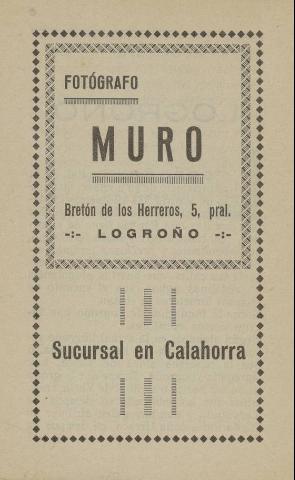 FOTÓGRAFO
MURO
Bretón de los Herreros, 5, pral.
-:- LOGROÑO -:-
Sucursal en Calahorra